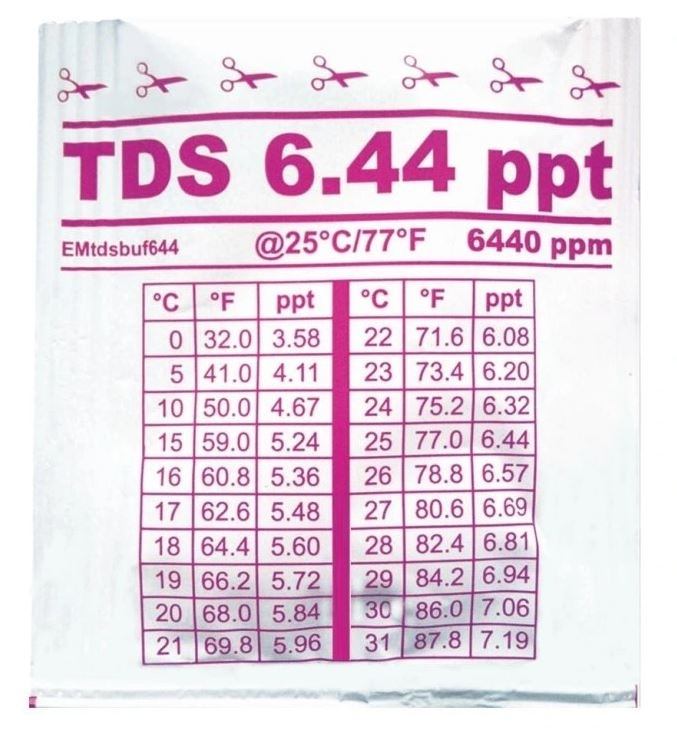 TDS 6.44 ppt
EMtdsbuf644 @25°C/77°F 6440 ppm
°C °F ppt °C °F ppt
0 32.0 3.58 22 71.6 6.08
5 41.0 4.11 23 73.4 6.20
10 50.0 4.67 24 75.2 6.32
15 59.0 5.24 25 77.0 6.44
16 60.8 5.36 26 78.8 6.57
17 62.6 5.48 27 80.6 6.69
18 64.4 5.60 28 82.4 6.81
19 66.2 5.72 29 84.2 6.94
20 68.0 5.84 30 86.0 7.06
21 69.8 5.96 31 87.8 7.19